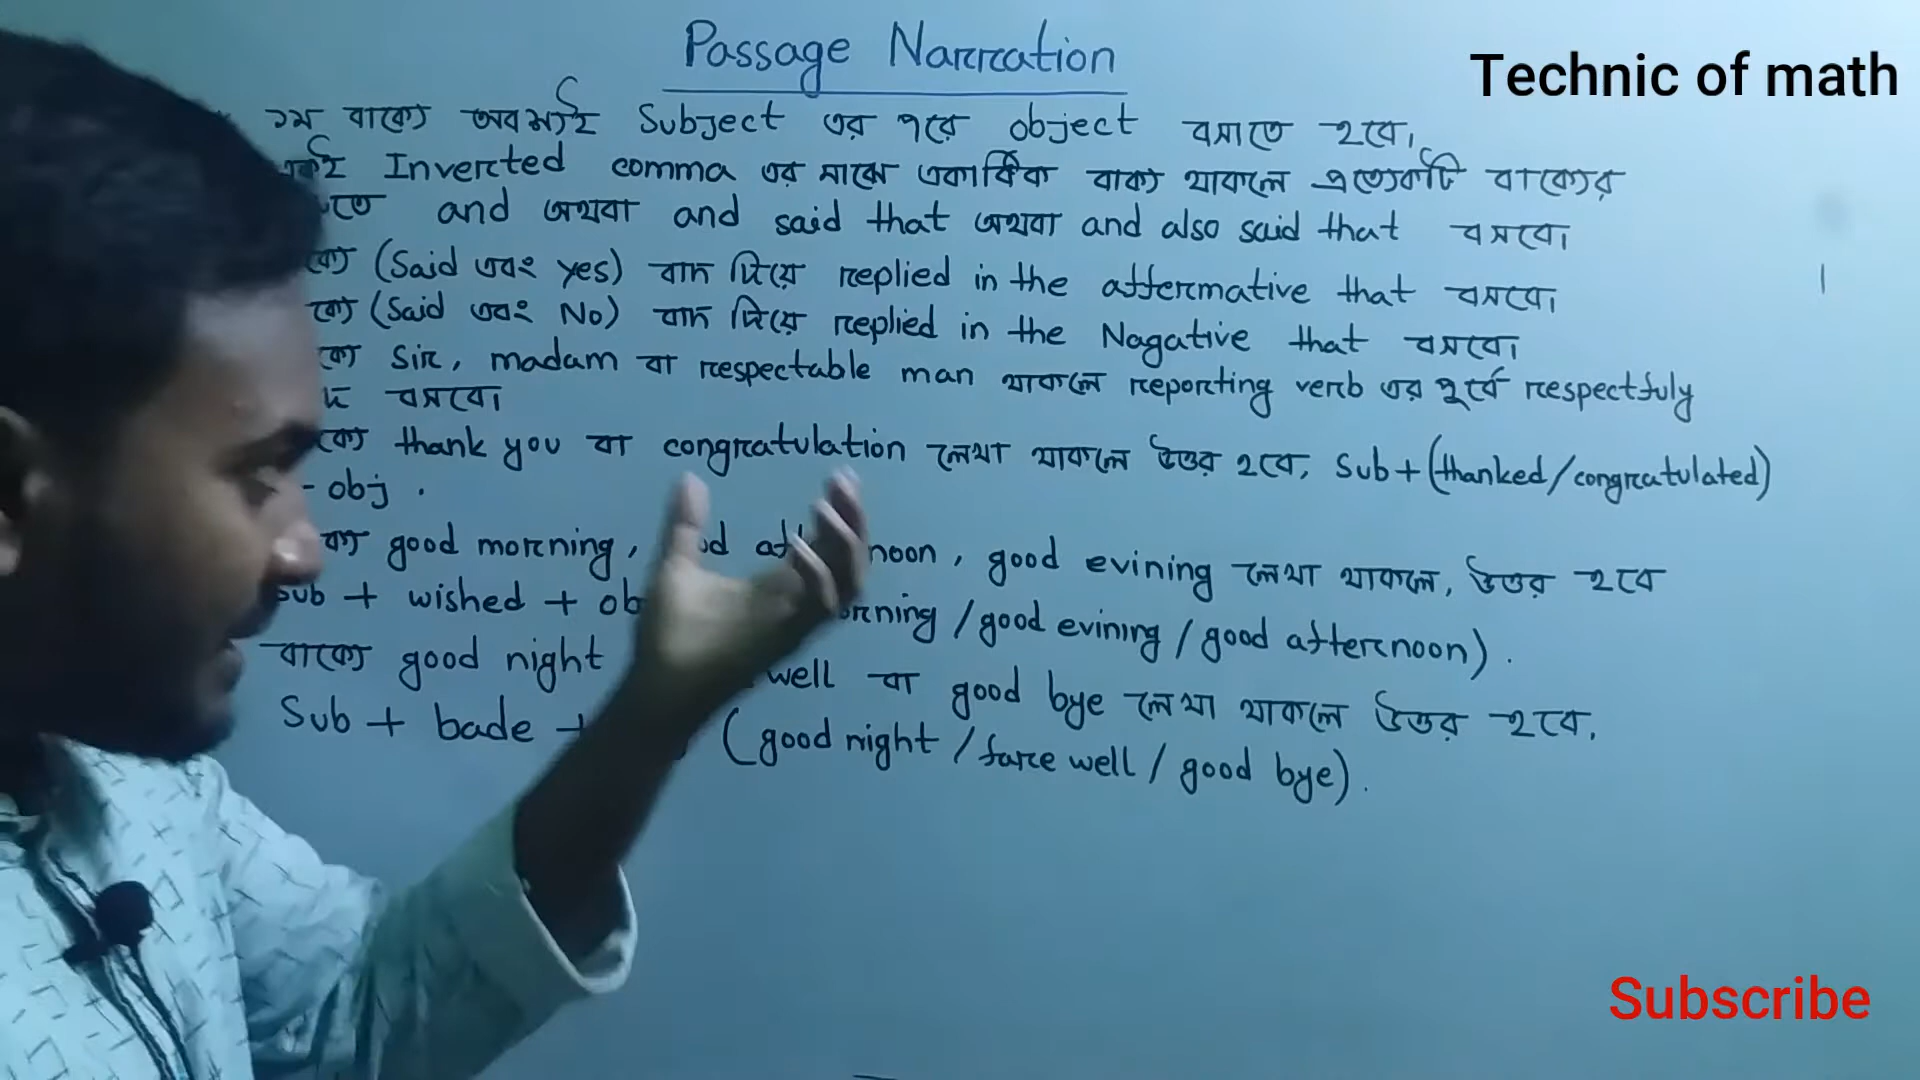 Passage Narration
Technic of math
১ম বাক্যে অবশ্যই Subject এর পরে object বসাতে হবে।
একই Inverted comma এর মাঝে একাধিক বাক্য থাকলে প্রত্যেকটি বাক্যের
and অথবা and said that অথবা and also said that বসবে।
(Said এবং yes) বাদ দিয়ে replied in the affermative that বসবে।
(Said এবং No) বাদ দিয়ে replied in the Nagative that বসবে।
Sir, madam বা respectable man থাকলে reporting verb এর পূর্বে respectfuly
বসবে।
thank you বা congratulation লেখা থাকলে উত্তর হবে, Sub + (thanked/congratulated)
- obj .
good morning, noon, good evining লেখা থাকলে, উত্তর হবে
Sub + wished + /good evining / good afternoon).
বাক্যে good night well বা good bye লেখা থাকলে উত্তর হবে,
Sub + bade + (good night / fare well / good bye).
Subscribe